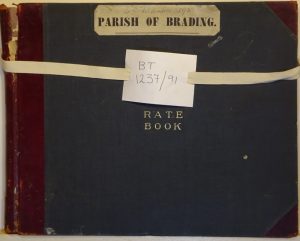 PARISH OF BRADING.
BT
1237/91
RATE
BOOK